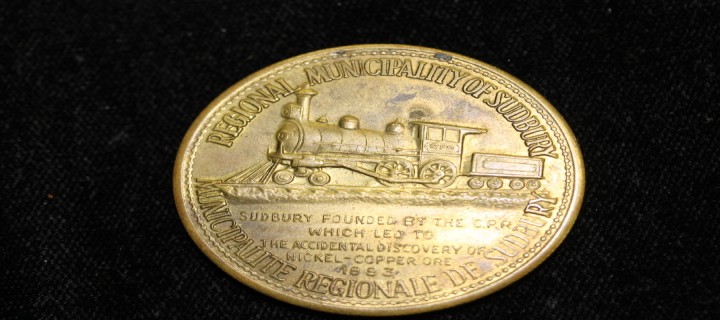 REGIONAL MUNICIPALITY OF SUDBURY
CPR
SUDBURY FOUNDED BY THE C.P.R.
WHICH LED TO
THE ACCIDENTAL DISCOVERY OF
NICKEL-COPPER ORE
1883
MUNICIPALITE REGIONALE DE SUDBURY